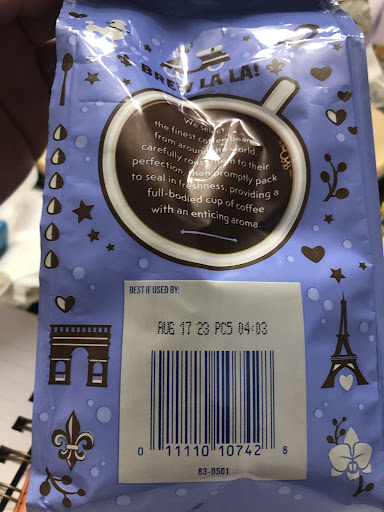 BREW LA LA!
We select
the finest coffee beans
from around the world,
carefully roast them to their
perfection, then promptly pack
to seal in freshness, providing a
full-bodied cup of coffee
with an enticing aroma.
BEST IF USED BY:
AUG 17 23 PC5 04:03
0 11110 10742 8
83-0501